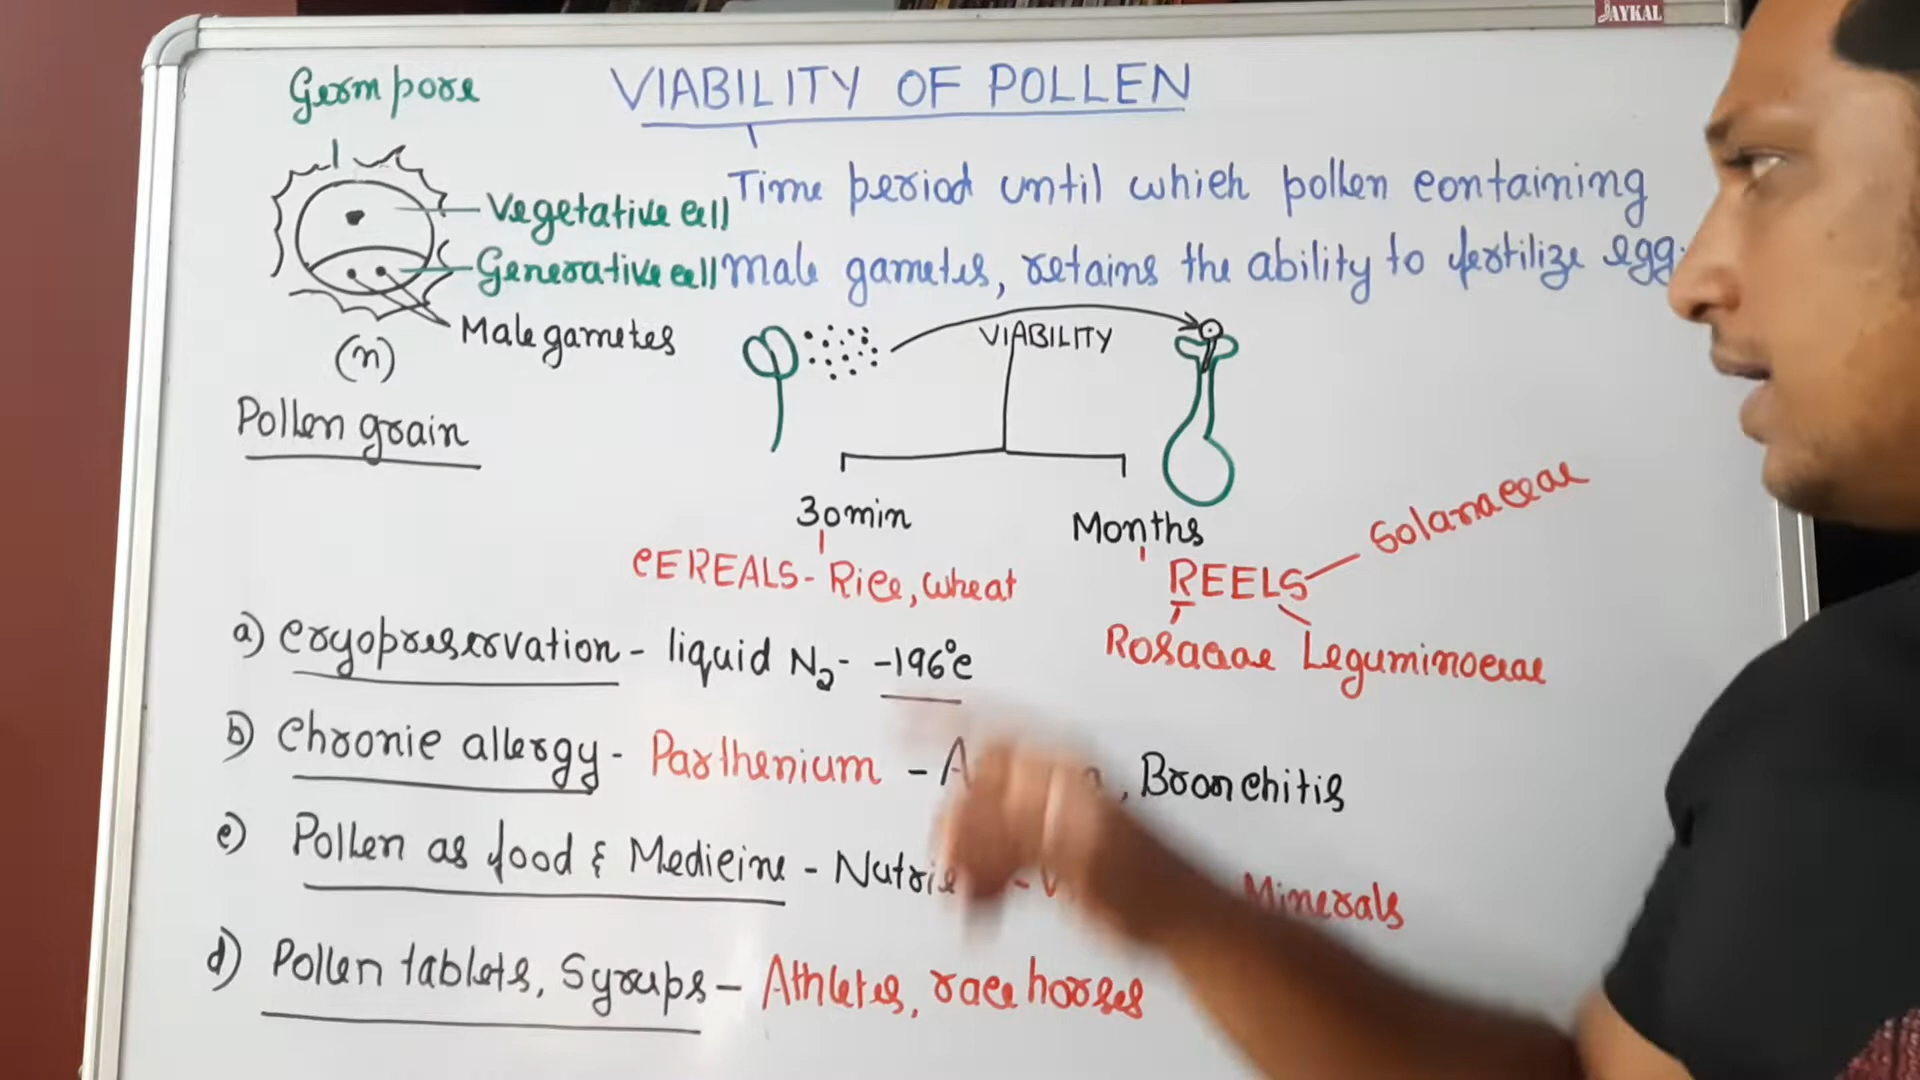 JAYKAL
Germ pore
VIABILITY OF POLLEN
Time period until which pollen containing
male gametes, retains the ability to fertilize egg.
Vegetative cell
Generative cell
Male gametes
(n)
Pollen grain
VIABILITY
30min
Months
CEREALS - Rice, wheat
REELS
Solanaceae
Rosaceae
Leguminoceae
a) Cryopreservation - liquid N2 - -196°c
b) Chronic allergy - Parthenium - , Bronchitis
c) Pollen as food & Medicine - Minerals
d) Pollen tablets, Syrups - Athletes, race horses